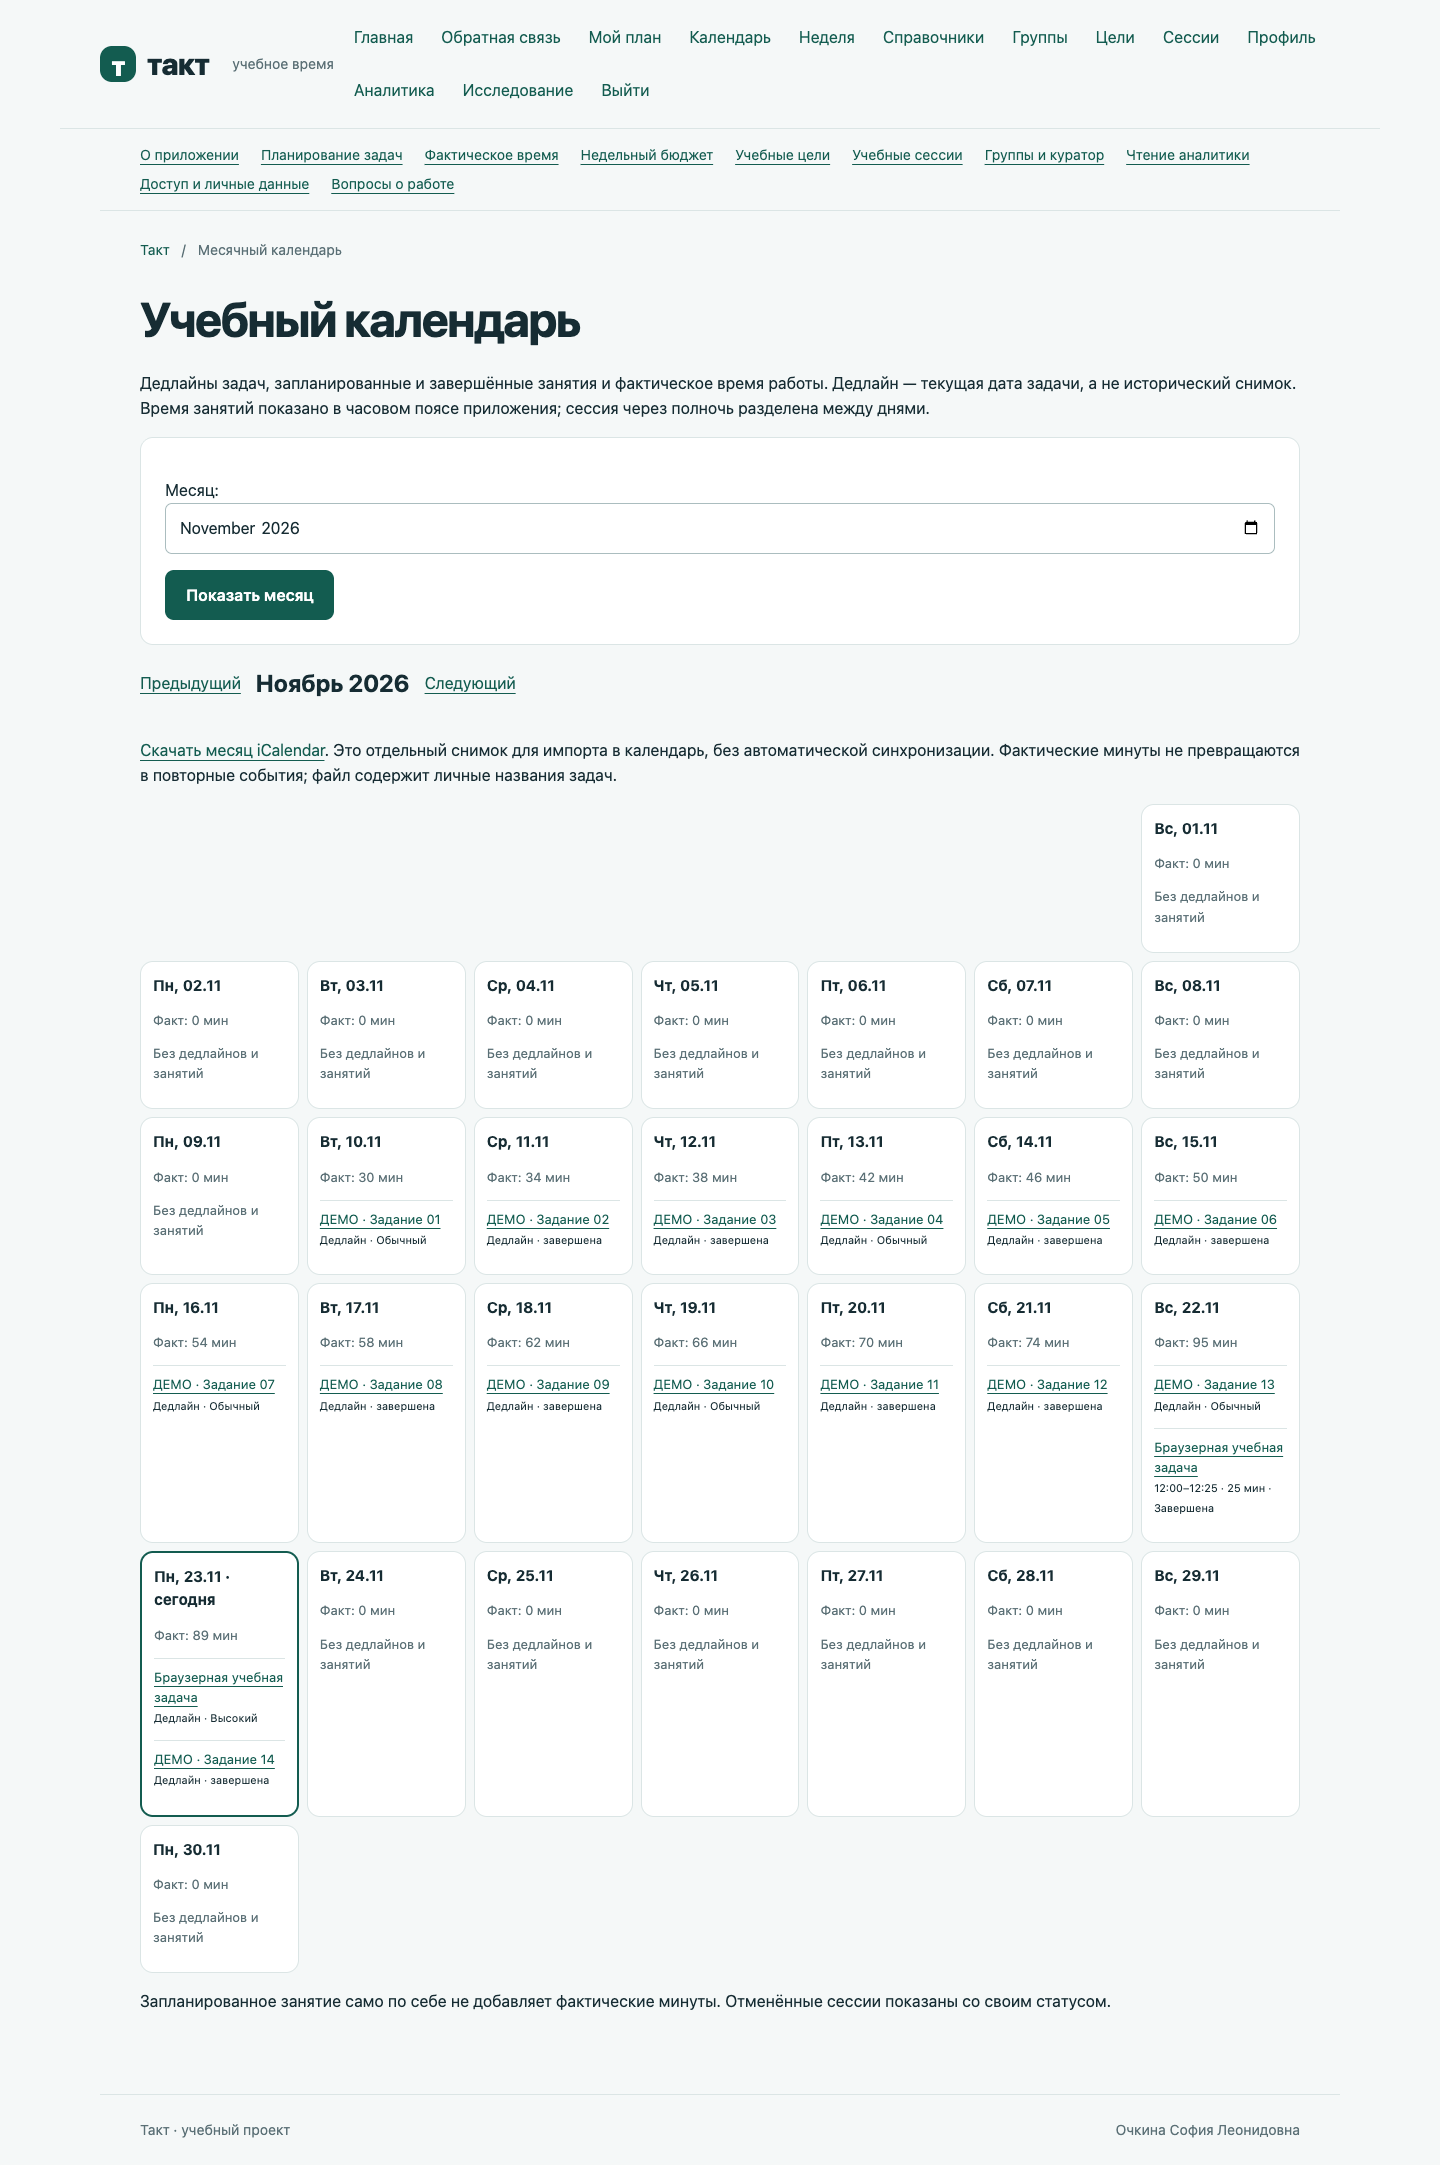 т такт учебное время
Главная Обратная связь Мой план Календарь Неделя Справочники Группы Цели Сессии Профиль
Аналитика Исследование Выйти
О приложении Планирование задач Фактическое время Недельный бюджет Учебные цели Учебные сессии Группы и куратор Чтение аналитики
Доступ и личные данные Вопросы о работе
Такт / Месячный календарь
Учебный календарь
Дедлайны задач, запланированные и завершённые занятия и фактическое время работы. Дедлайн — текущая дата задачи, а не исторический снимок.
Время занятий показано в часовом поясе приложения; сессия через полночь разделена между днями.
Месяц:
November 2026
Показать месяц
Предыдущий Ноябрь 2026 Следующий
Скачать месяц iCalendar. Это отдельный снимок для импорта в календарь, без автоматической синхронизации. Фактические минуты не превращаются
в повторные события; файл содержит личные названия задач.
Вс, 01.11
Факт: 0 мин
Без дедлайнов и
занятий
Пн, 02.11
Факт: 0 мин
Без дедлайнов и
занятий
Вт, 03.11
Факт: 0 мин
Без дедлайнов и
занятий
Ср, 04.11
Факт: 0 мин
Без дедлайнов и
занятий
Чт, 05.11
Факт: 0 мин
Без дедлайнов и
занятий
Пт, 06.11
Факт: 0 мин
Без дедлайнов и
занятий
Сб, 07.11
Факт: 0 мин
Без дедлайнов и
занятий
Вс, 08.11
Факт: 0 мин
Без дедлайнов и
занятий
Пн, 09.11
Факт: 0 мин
Без дедлайнов и
занятий
Вт, 10.11
Факт: 30 мин
ДЕМО · Задание 01
Дедлайн · Обычный
Ср, 11.11
Факт: 34 мин
ДЕМО · Задание 02
Дедлайн · завершена
Чт, 12.11
Факт: 38 мин
ДЕМО · Задание 03
Дедлайн · завершена
Пт, 13.11
Факт: 42 мин
ДЕМО · Задание 04
Дедлайн · Обычный
Сб, 14.11
Факт: 46 мин
ДЕМО · Задание 05
Дедлайн · завершена
Вс, 15.11
Факт: 50 мин
ДЕМО · Задание 06
Дедлайн · завершена
Пн, 16.11
Факт: 54 мин
ДЕМО · Задание 07
Дедлайн · Обычный
Вт, 17.11
Факт: 58 мин
ДЕМО · Задание 08
Дедлайн · завершена
Ср, 18.11
Факт: 62 мин
ДЕМО · Задание 09
Дедлайн · завершена
Чт, 19.11
Факт: 66 мин
ДЕМО · Задание 10
Дедлайн · Обычный
Пт, 20.11
Факт: 70 мин
ДЕМО · Задание 11
Дедлайн · завершена
Сб, 21.11
Факт: 74 мин
ДЕМО · Задание 12
Дедлайн · завершена
Вс, 22.11
Факт: 95 мин
ДЕМО · Задание 13
Дедлайн · Обычный
Браузерная учебная
задача
12:00–12:25 · 25 мин ·
Завершена
Пн, 23.11 ·
сегодня
Факт: 89 мин
Браузерная учебная
задача
Дедлайн · Высокий
ДЕМО · Задание 14
Дедлайн · завершена
Вт, 24.11
Факт: 0 мин
Без дедлайнов и
занятий
Ср, 25.11
Факт: 0 мин
Без дедлайнов и
занятий
Чт, 26.11
Факт: 0 мин
Без дедлайнов и
занятий
Пт, 27.11
Факт: 0 мин
Без дедлайнов и
занятий
Сб, 28.11
Факт: 0 мин
Без дедлайнов и
занятий
Вс, 29.11
Факт: 0 мин
Без дедлайнов и
занятий
Пн, 30.11
Факт: 0 мин
Без дедлайнов и
занятий
Запланированное занятие само по себе не добавляет фактические минуты. Отменённые сессии показаны со своим статусом.
Такт · учебный проект Очкина София Леонидовна